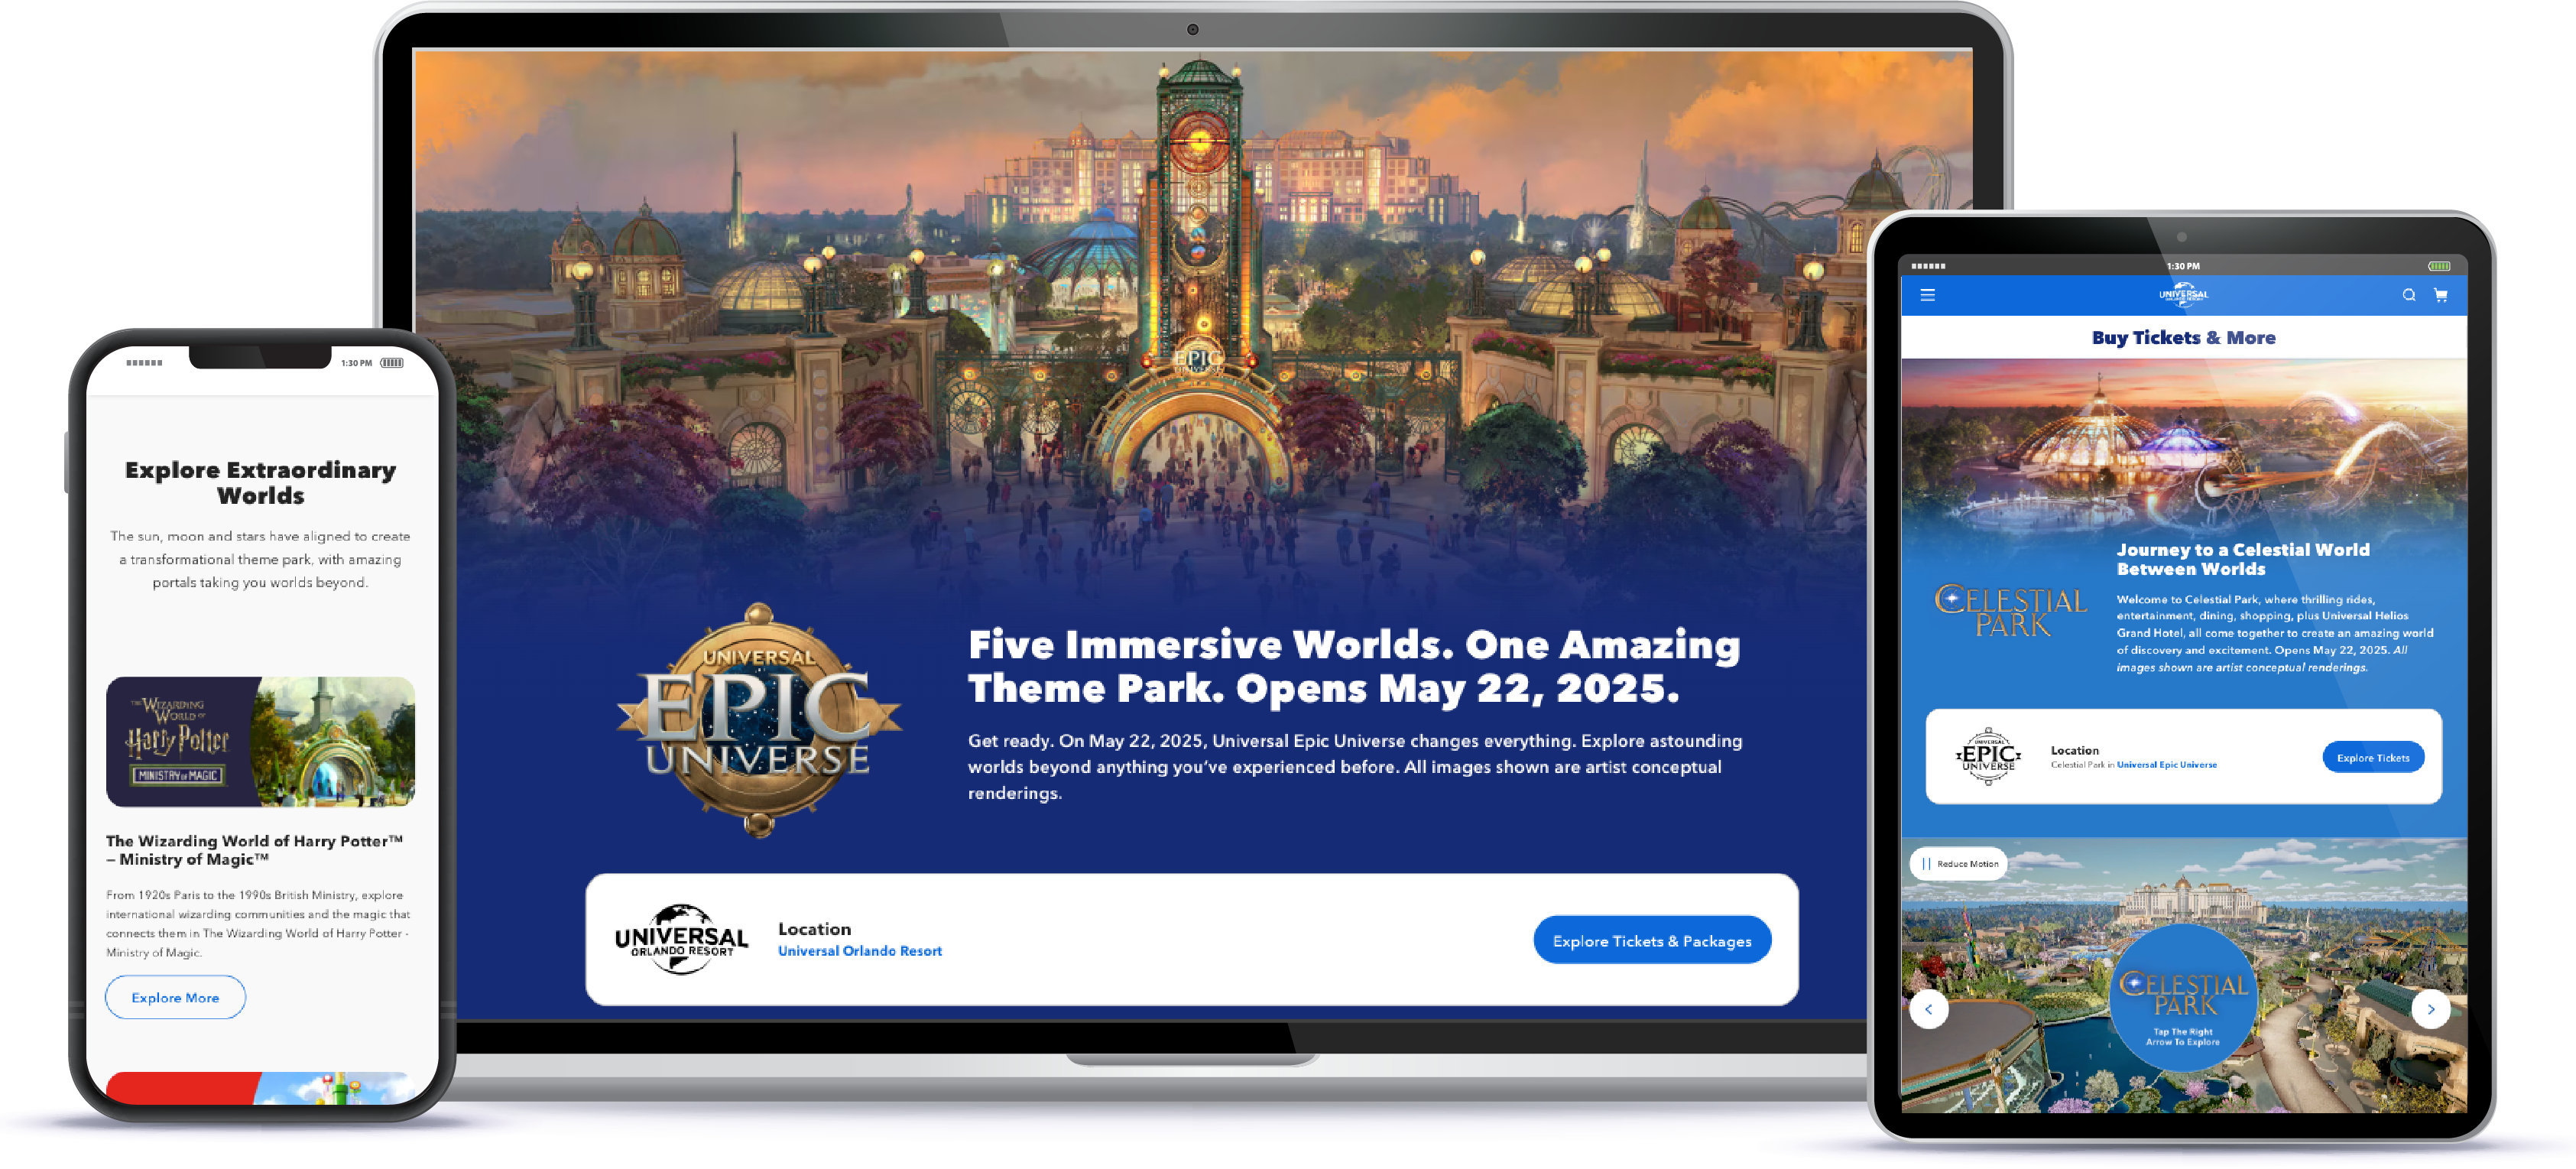 1:30 PM
Explore Extraordinary
Worlds
The sun, moon and stars have aligned to create
a transformational theme park, with amazing
portals taking you worlds beyond.
THE WIZARDING
WORLD OF
Harry Potter
MINISTRY OF MAGIC
The Wizarding World of Harry Potter™
– Ministry of Magic™
From 1920s Paris to the 1990s British Ministry, explore
international wizarding communities and the magic that
connects them in The Wizarding World of Harry Potter -
Ministry of Magic.
Explore More
EPIC
UNIVERSE
UNIVERSAL
EPIC
UNIVERSE
Five Immersive Worlds. One Amazing
Theme Park. Opens May 22, 2025.
Get ready. On May 22, 2025, Universal Epic Universe changes everything. Explore astounding
worlds beyond anything you've experienced before. All images shown are artist conceptual
renderings.
UNIVERSAL
ORLANDO RESORT
Location
Universal Orlando Resort
Explore Tickets & Packages
1:30 PM
UNIVERSAL
ORLANDO RESORT
Buy Tickets & More
CELESTIAL
PARK
Journey to a Celestial World
Between Worlds
Welcome to Celestial Park, where thrilling rides,
entertainment, dining, shopping, plus Universal Helios
Grand Hotel, all come together to create an amazing world
of discovery and excitement. Opens May 22, 2025. All
images shown are artist conceptual renderings.
UNIVERSAL
EPIC
UNIVERSE
Location
Celestial Park in Universal Epic Universe
Explore Tickets
Reduce Motion
CELESTIAL
PARK
Tap The Right
Arrow To Explore